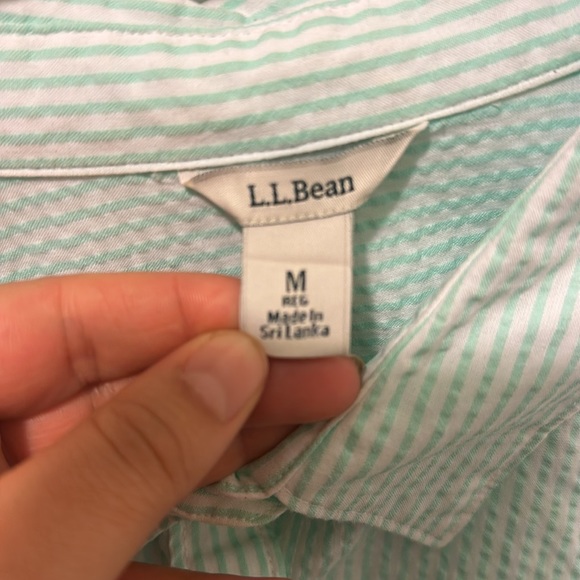 L.L.Bean
M
REG
Made In
Sri Lanka